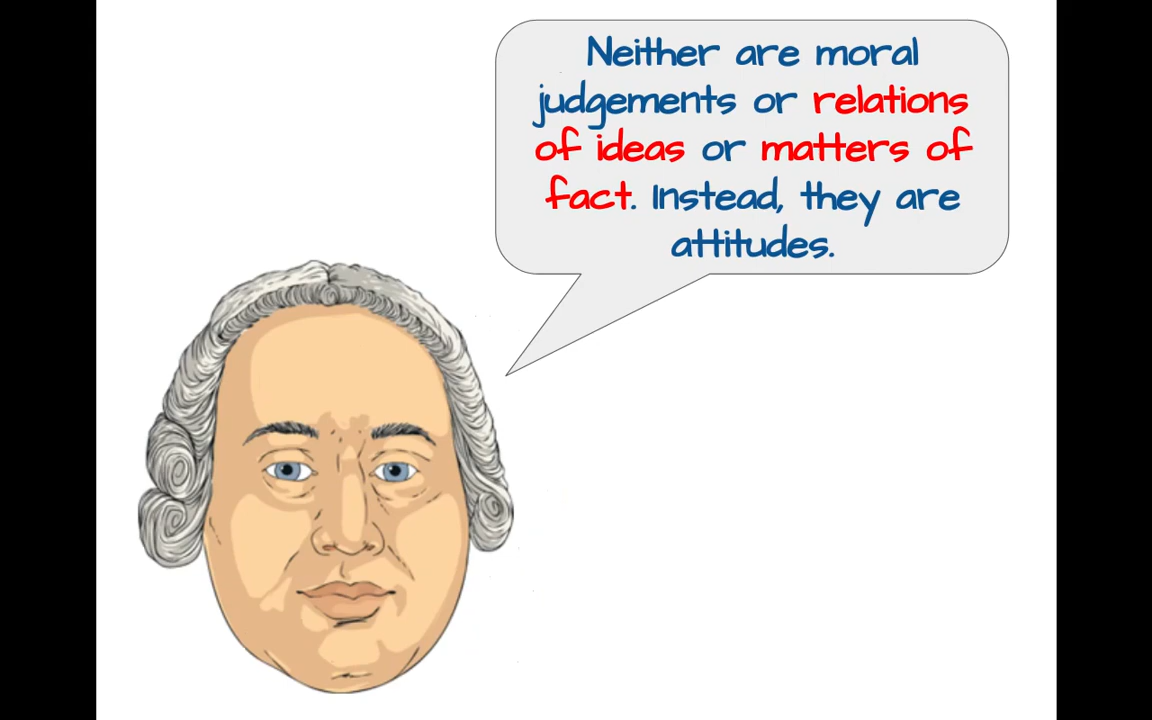 Neither are moral
judgements or relations
of ideas or matters of
fact. Instead, they are
attitudes.